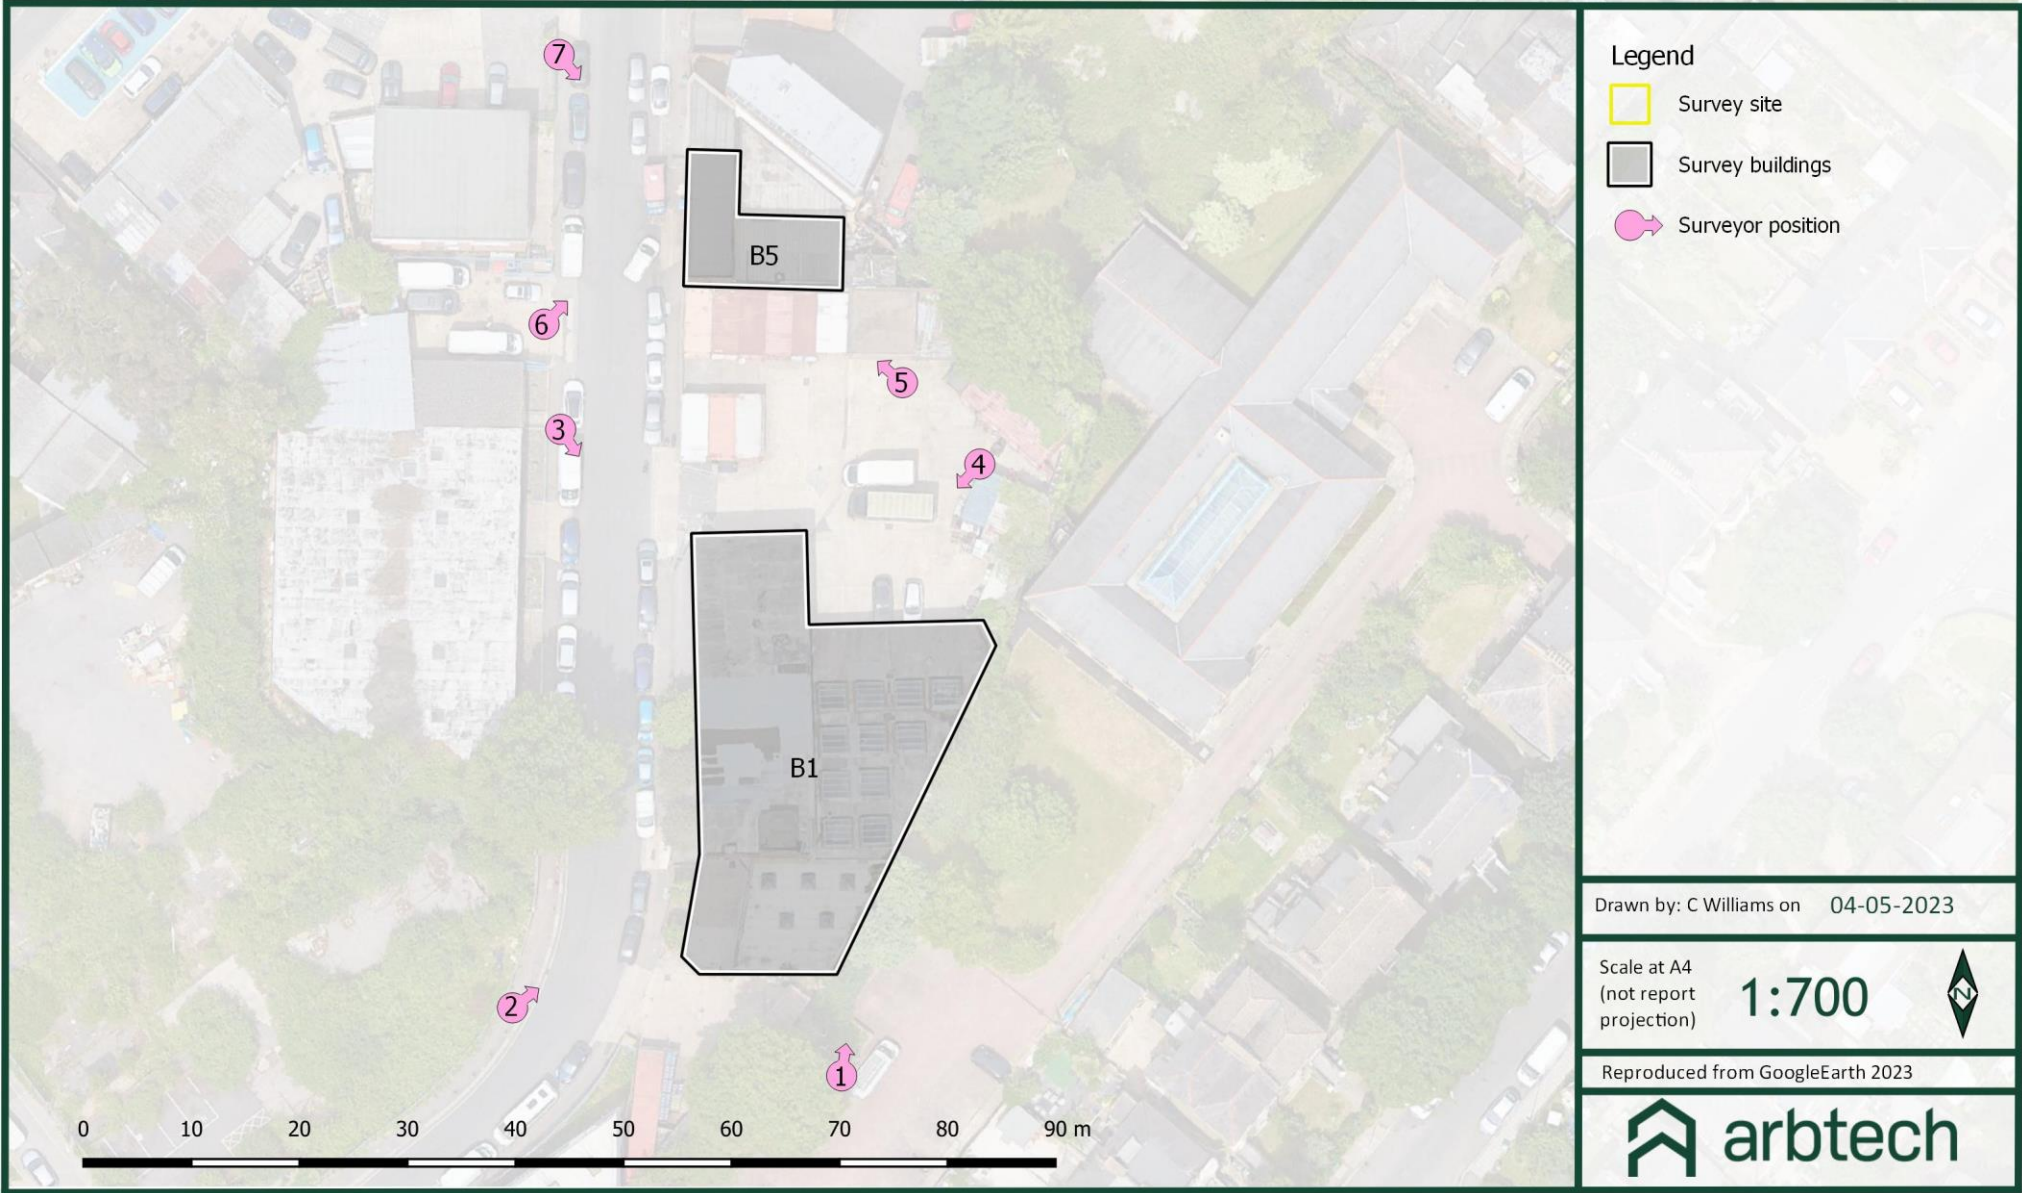 7
B5
6
5
3
4
B1
2
1
0 10 20 30 40 50 60 70 80 90 m
Legend
Survey site
Survey buildings
Surveyor position
Drawn by: C Williams on 04-05-2023
Scale at A4
(not report
projection)
1:700
N
Reproduced from GoogleEarth 2023
arbtech